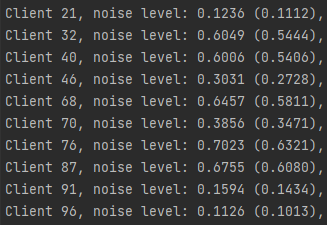 Client 21, noise level: 0.1236 (0.1112),
Client 32, noise level: 0.6049 (0.5444),
Client 40, noise level: 0.6006 (0.5406),
Client 46, noise level: 0.3031 (0.2728),
Client 68, noise level: 0.6457 (0.5811),
Client 70, noise level: 0.3856 (0.3471),
Client 76, noise level: 0.7023 (0.6321),
Client 87, noise level: 0.6755 (0.6080),
Client 91, noise level: 0.1594 (0.1434),
Client 96, noise level: 0.1126 (0.1013),